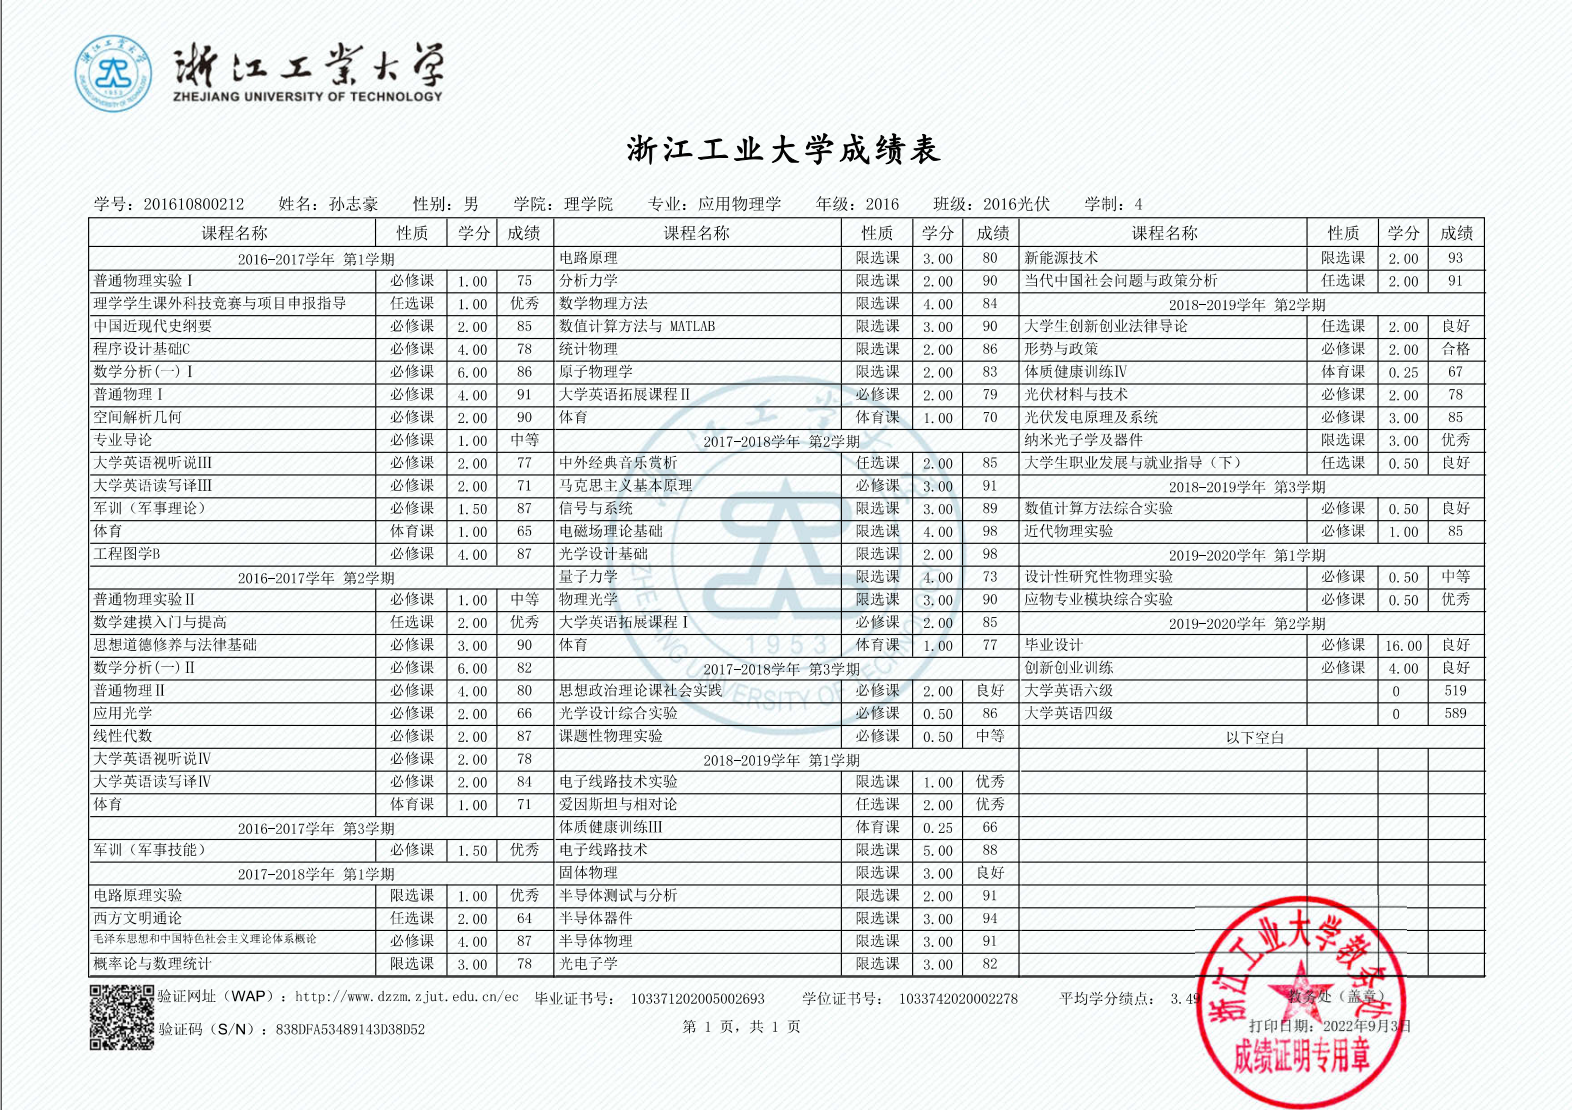 浙江工业大学
ZHEJIANG UNIVERSITY OF TECHNOLOGY
浙江工业大学成绩表
学号：201610800212 姓名：孙志豪 性别：男 学院：理学院 专业：应用物理学 年级：2016 班级：2016光伏 学制：4
课程名称 性质 学分 成绩
2016-2017学年 第1学期
普通物理实验Ⅰ 必修课 1.00 75
理学学生课外科技竞赛与项目申报指导 任选课 1.00 优秀
中国近现代史纲要 必修课 2.00 85
程序设计基础C 必修课 4.00 78
数学分析(一)Ⅰ 必修课 6.00 86
普通物理Ⅰ 必修课 4.00 91
空间解析几何 必修课 2.00 90
专业导论 必修课 1.00 中等
大学英语视听说Ⅲ 必修课 2.00 77
大学英语读写译Ⅲ 必修课 2.00 71
军训（军事理论） 必修课 1.50 87
体育 体育课 1.00 65
工程图学B 必修课 4.00 87
2016-2017学年 第2学期
普通物理实验Ⅱ 必修课 1.00 中等
数学建摸入门与提高 任选课 2.00 优秀
思想道德修养与法律基础 必修课 3.00 90
数学分析(一)Ⅱ 必修课 6.00 82
普通物理Ⅱ 必修课 4.00 80
应用光学 必修课 2.00 66
线性代数 必修课 2.00 87
大学英语视听说Ⅳ 必修课 2.00 78
大学英语读写译Ⅳ 必修课 2.00 84
体育 体育课 1.00 71
2016-2017学年 第3学期
军训（军事技能） 必修课 1.50 优秀
2017-2018学年 第1学期
电路原理实验 限选课 1.00 优秀
西方文明通论 任选课 2.00 64
毛泽东思想和中国特色社会主义理论体系概论 必修课 4.00 87
概率论与数理统计 限选课 3.00 78
课程名称 性质 学分 成绩
电路原理 限选课 3.00 80
分析力学 限选课 2.00 90
数学物理方法 限选课 4.00 84
数值计算方法与 MATLAB 限选课 3.00 90
统计物理 限选课 2.00 86
原子物理学 限选课 2.00 83
大学英语拓展课程Ⅱ 必修课 2.00 79
体育 体育课 1.00 70
2017-2018学年 第2学期
中外经典音乐赏析 任选课 2.00 85
马克思主义基本原理 必修课 3.00 91
信号与系统 限选课 3.00 89
电磁场理论基础 限选课 4.00 98
光学设计基础 限选课 2.00 98
量子力学 限选课 4.00 73
物理光学 限选课 3.00 90
大学英语拓展课程Ⅰ 必修课 2.00 85
体育 体育课 1.00 77
2017-2018学年 第3学期
思想政治理论课社会实践 必修课 2.00 良好
光学设计综合实验 必修课 0.50 86
课题性物理实验 必修课 0.50 中等
2018-2019学年 第1学期
电子线路技术实验 限选课 1.00 优秀
爱因斯坦与相对论 任选课 2.00 优秀
体质健康训练Ⅲ 体育课 0.25 66
电子线路技术 限选课 5.00 88
固体物理 限选课 3.00 良好
半导体测试与分析 限选课 2.00 91
半导体器件 限选课 3.00 94
半导体物理 限选课 3.00 91
光电子学 限选课 3.00 82
课程名称 性质 学分 成绩
新能源技术 限选课 2.00 93
当代中国社会问题与政策分析 任选课 2.00 91
2018-2019学年 第2学期
大学生创新创业法律导论 任选课 2.00 良好
形势与政策 必修课 2.00 合格
体质健康训练Ⅳ 体育课 0.25 67
光伏材料与技术 必修课 2.00 78
光伏发电原理及系统 必修课 3.00 85
纳米光子学及器件 限选课 3.00 优秀
大学生职业发展与就业指导（下） 任选课 0.50 良好
2018-2019学年 第3学期
数值计算方法综合实验 必修课 0.50 良好
近代物理实验 必修课 1.00 85
2019-2020学年 第1学期
设计性研究性物理实验 必修课 0.50 中等
应物专业模块综合实验 必修课 0.50 优秀
2019-2020学年 第2学期
毕业设计 必修课 16.00 良好
创新创业训练 必修课 4.00 良好
大学英语六级 0 519
大学英语四级 0 589
以下空白
1953
ZHEJIANG UNIVERSITY OF TECHNOLOGY
验证网址（WAP）：http://www.dzzm.zjut.edu.cn/ec 毕业证书号： 103371202005002693 学位证书号： 1033742020002278 平均学分绩点： 3.49 教务处（盖章）
验证码（S/N）：838DFA53489143D38D52 第 1 页，共 1 页 打印日期：2022年9月3日
浙江工业大学教务处
成绩证明专用章